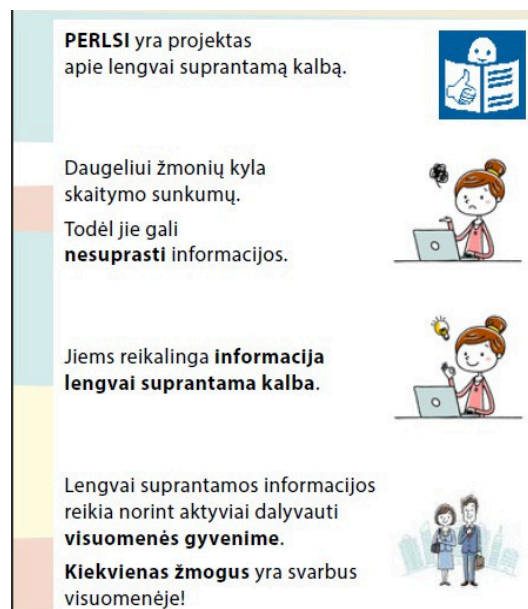 PERLSI yra projektas
apie lengvai suprantamą kalbą.
Daugeliui žmonių kyla
skaitymo sunkumų.
Todėl jie gali
nesuprasti informacijos.
Jiems reikalinga informacija
lengvai suprantama kalba.
Lengvai suprantamos informacijos
reikia norint aktyviai dalyvauti
visuomenės gyvenime.
Kiekvienas žmogus yra svarbus
visuomenėje!